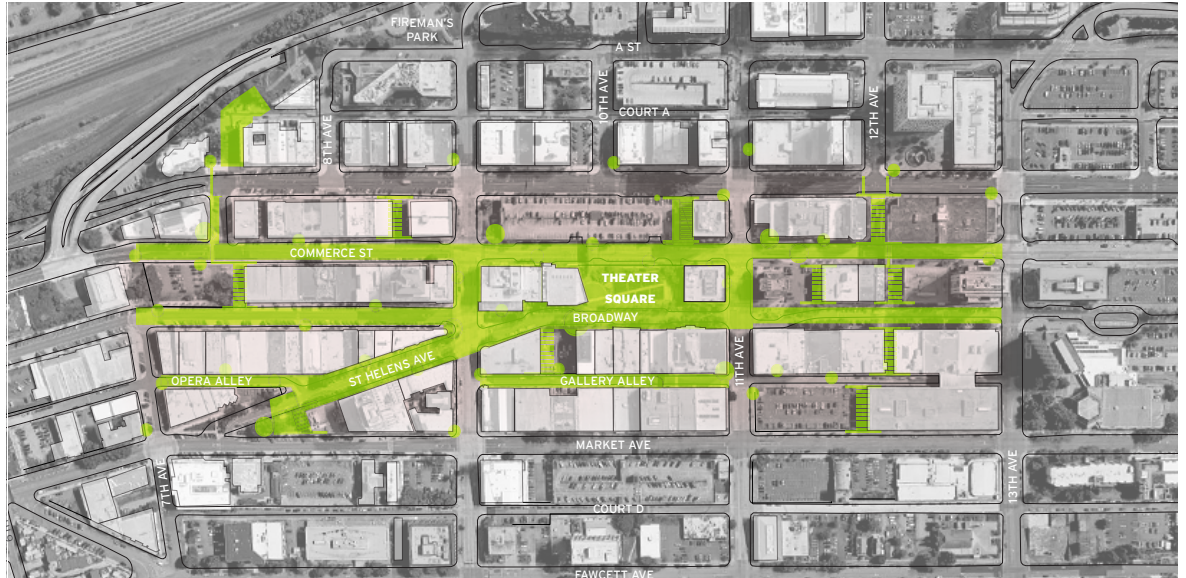 FIREMAN'S
PARK
A ST
10TH AVE
COURT A
8TH AVE
12TH AVE
COMMERCE ST
THEATER
SQUARE
BROADWAY
ST HELENS AVE
11TH AVE
OPERA ALLEY
GALLERY ALLEY
MARKET AVE
7TH AVE
13TH AVE
COURT D
FAWCETT AVE